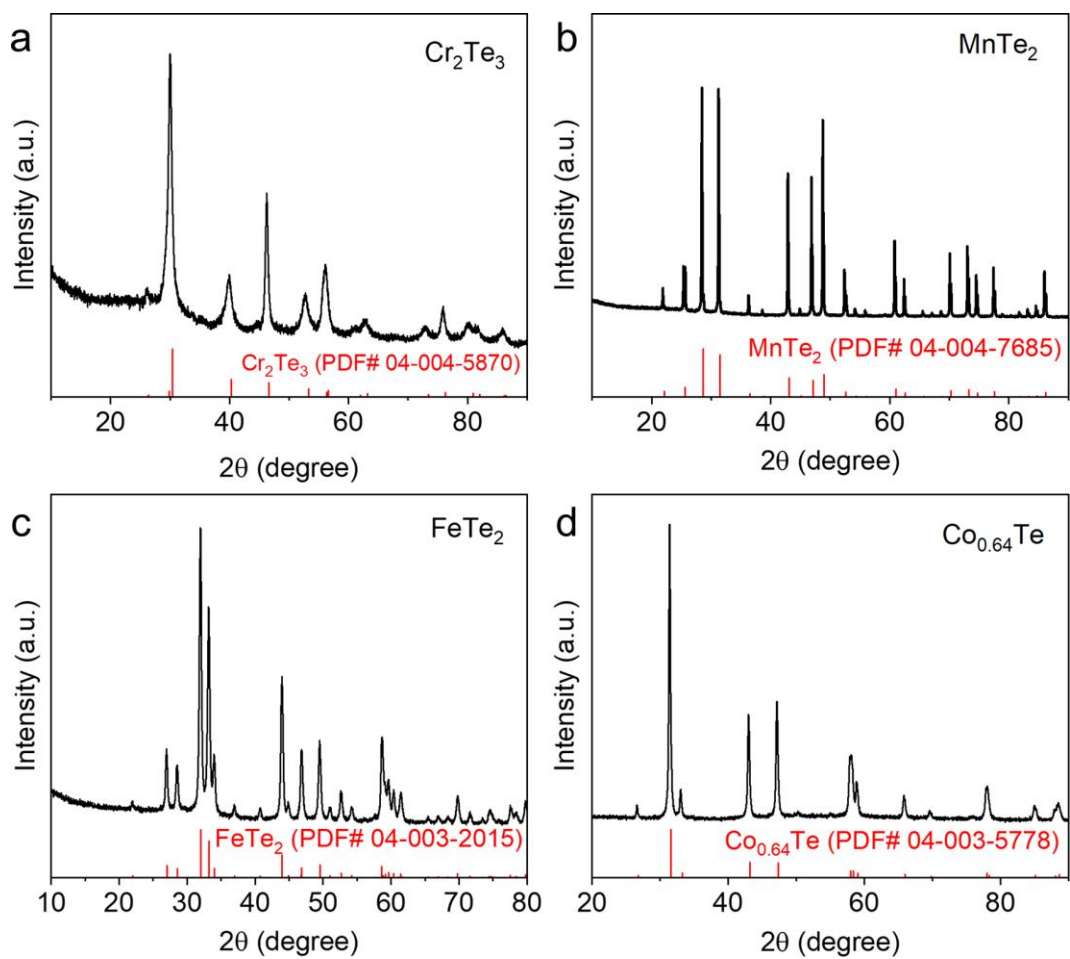 a
Cr₂Te₃
Intensity (a.u.)
Cr₂Te₃ (PDF# 04-004-5870)
20 40 60 80
2θ (degree)
b
MnTe₂
Intensity (a.u.)
MnTe₂ (PDF# 04-004-7685)
20 40 60 80
2θ (degree)
c
FeTe₂
Intensity (a.u.)
FeTe₂ (PDF# 04-003-2015)
10 20 30 40 50 60 70 80
2θ (degree)
d
Co₀.₆₄Te
Intensity (a.u.)
Co₀.₆₄Te (PDF# 04-003-5778)
20 40 60 80
2θ (degree)